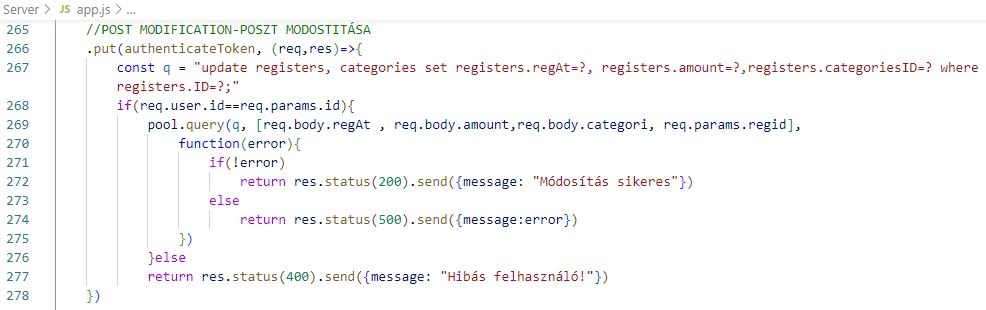 Server > JS app.js > ...
265 //POST MODIFICATION-POSZT MODOSTITÁSA
266 .put(authenticateToken, (req,res)=>{
267 const q = "update registers, categories set registers.regAt=?, registers.amount=?,registers.categoriesID=? where
registers.ID=?;"
268 if(req.user.id==req.params.id){
269 pool.query(q, [req.body.regAt , req.body.amount,req.body.categori, req.params.regid],
270 function(error){
271 if(!error)
272 return res.status(200).send({message: "Módosítás sikeres"})
273 else
274 return res.status(500).send({message:error})
275 })
276 }else
277 return res.status(400).send({message: "Hibás felhasználó!"})
278 })